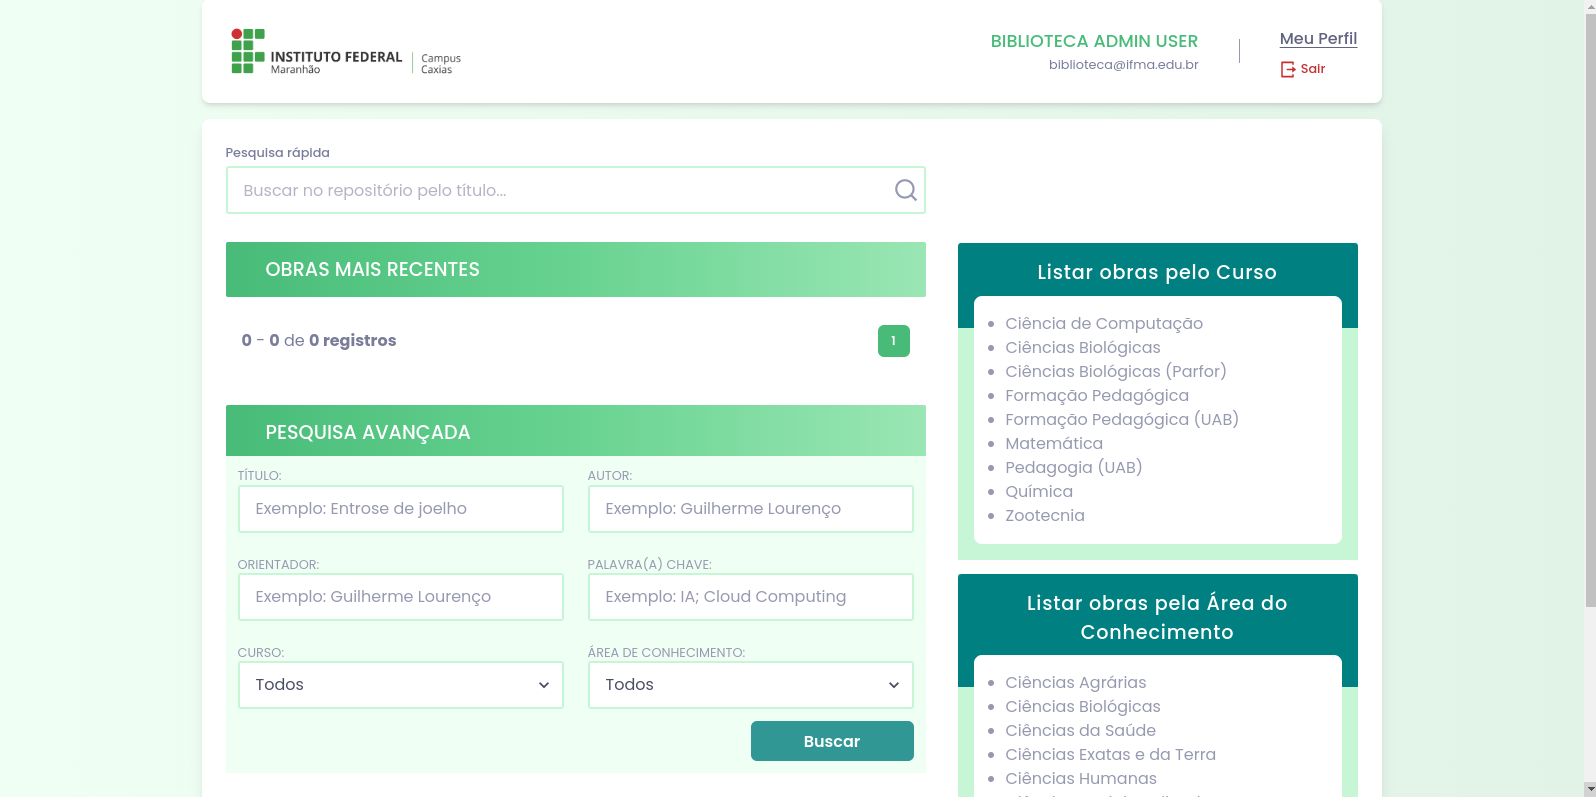 INSTITUTO FEDERAL
Maranhão
Campus
Caxias
BIBLIOTECA ADMIN USER
biblioteca@ifma.edu.br
Meu Perfil
Sair
Pesquisa rápida
Buscar no repositório pelo título...
OBRAS MAIS RECENTES
0 - 0 de 0 registros
1
PESQUISA AVANÇADA
TÍTULO:
Exemplo: Entrose de joelho
AUTOR:
Exemplo: Guilherme Lourenço
ORIENTADOR:
Exemplo: Guilherme Lourenço
PALAVRA(A) CHAVE:
Exemplo: IA; Cloud Computing
CURSO:
Todos
ÁREA DE CONHECIMENTO:
Todos
Buscar
Listar obras pelo Curso
Ciência de Computação
Ciências Biológicas
Ciências Biológicas (Parfor)
Formação Pedagógica
Formação Pedagógica (UAB)
Matemática
Pedagogia (UAB)
Química
Zootecnia
Listar obras pela Área do
Conhecimento
Ciências Agrárias
Ciências Biológicas
Ciências da Saúde
Ciências Exatas e da Terra
Ciências Humanas